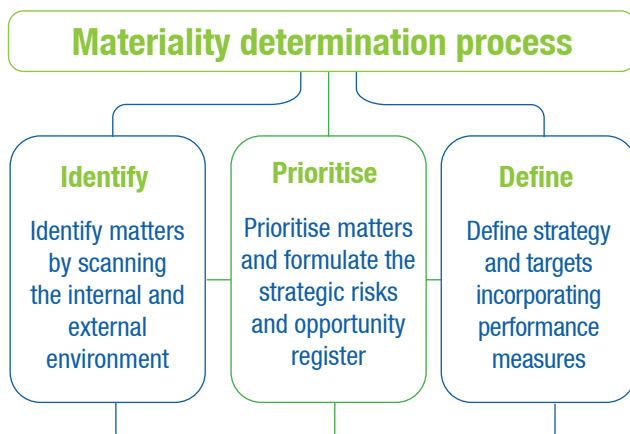 Materiality determination process
Identify
Identify matters
by scanning
the internal and
external
environment
Prioritise
Prioritise matters
and formulate the
strategic risks
and opportunity
register
Define
Define strategy
and targets
incorporating
performance
measures